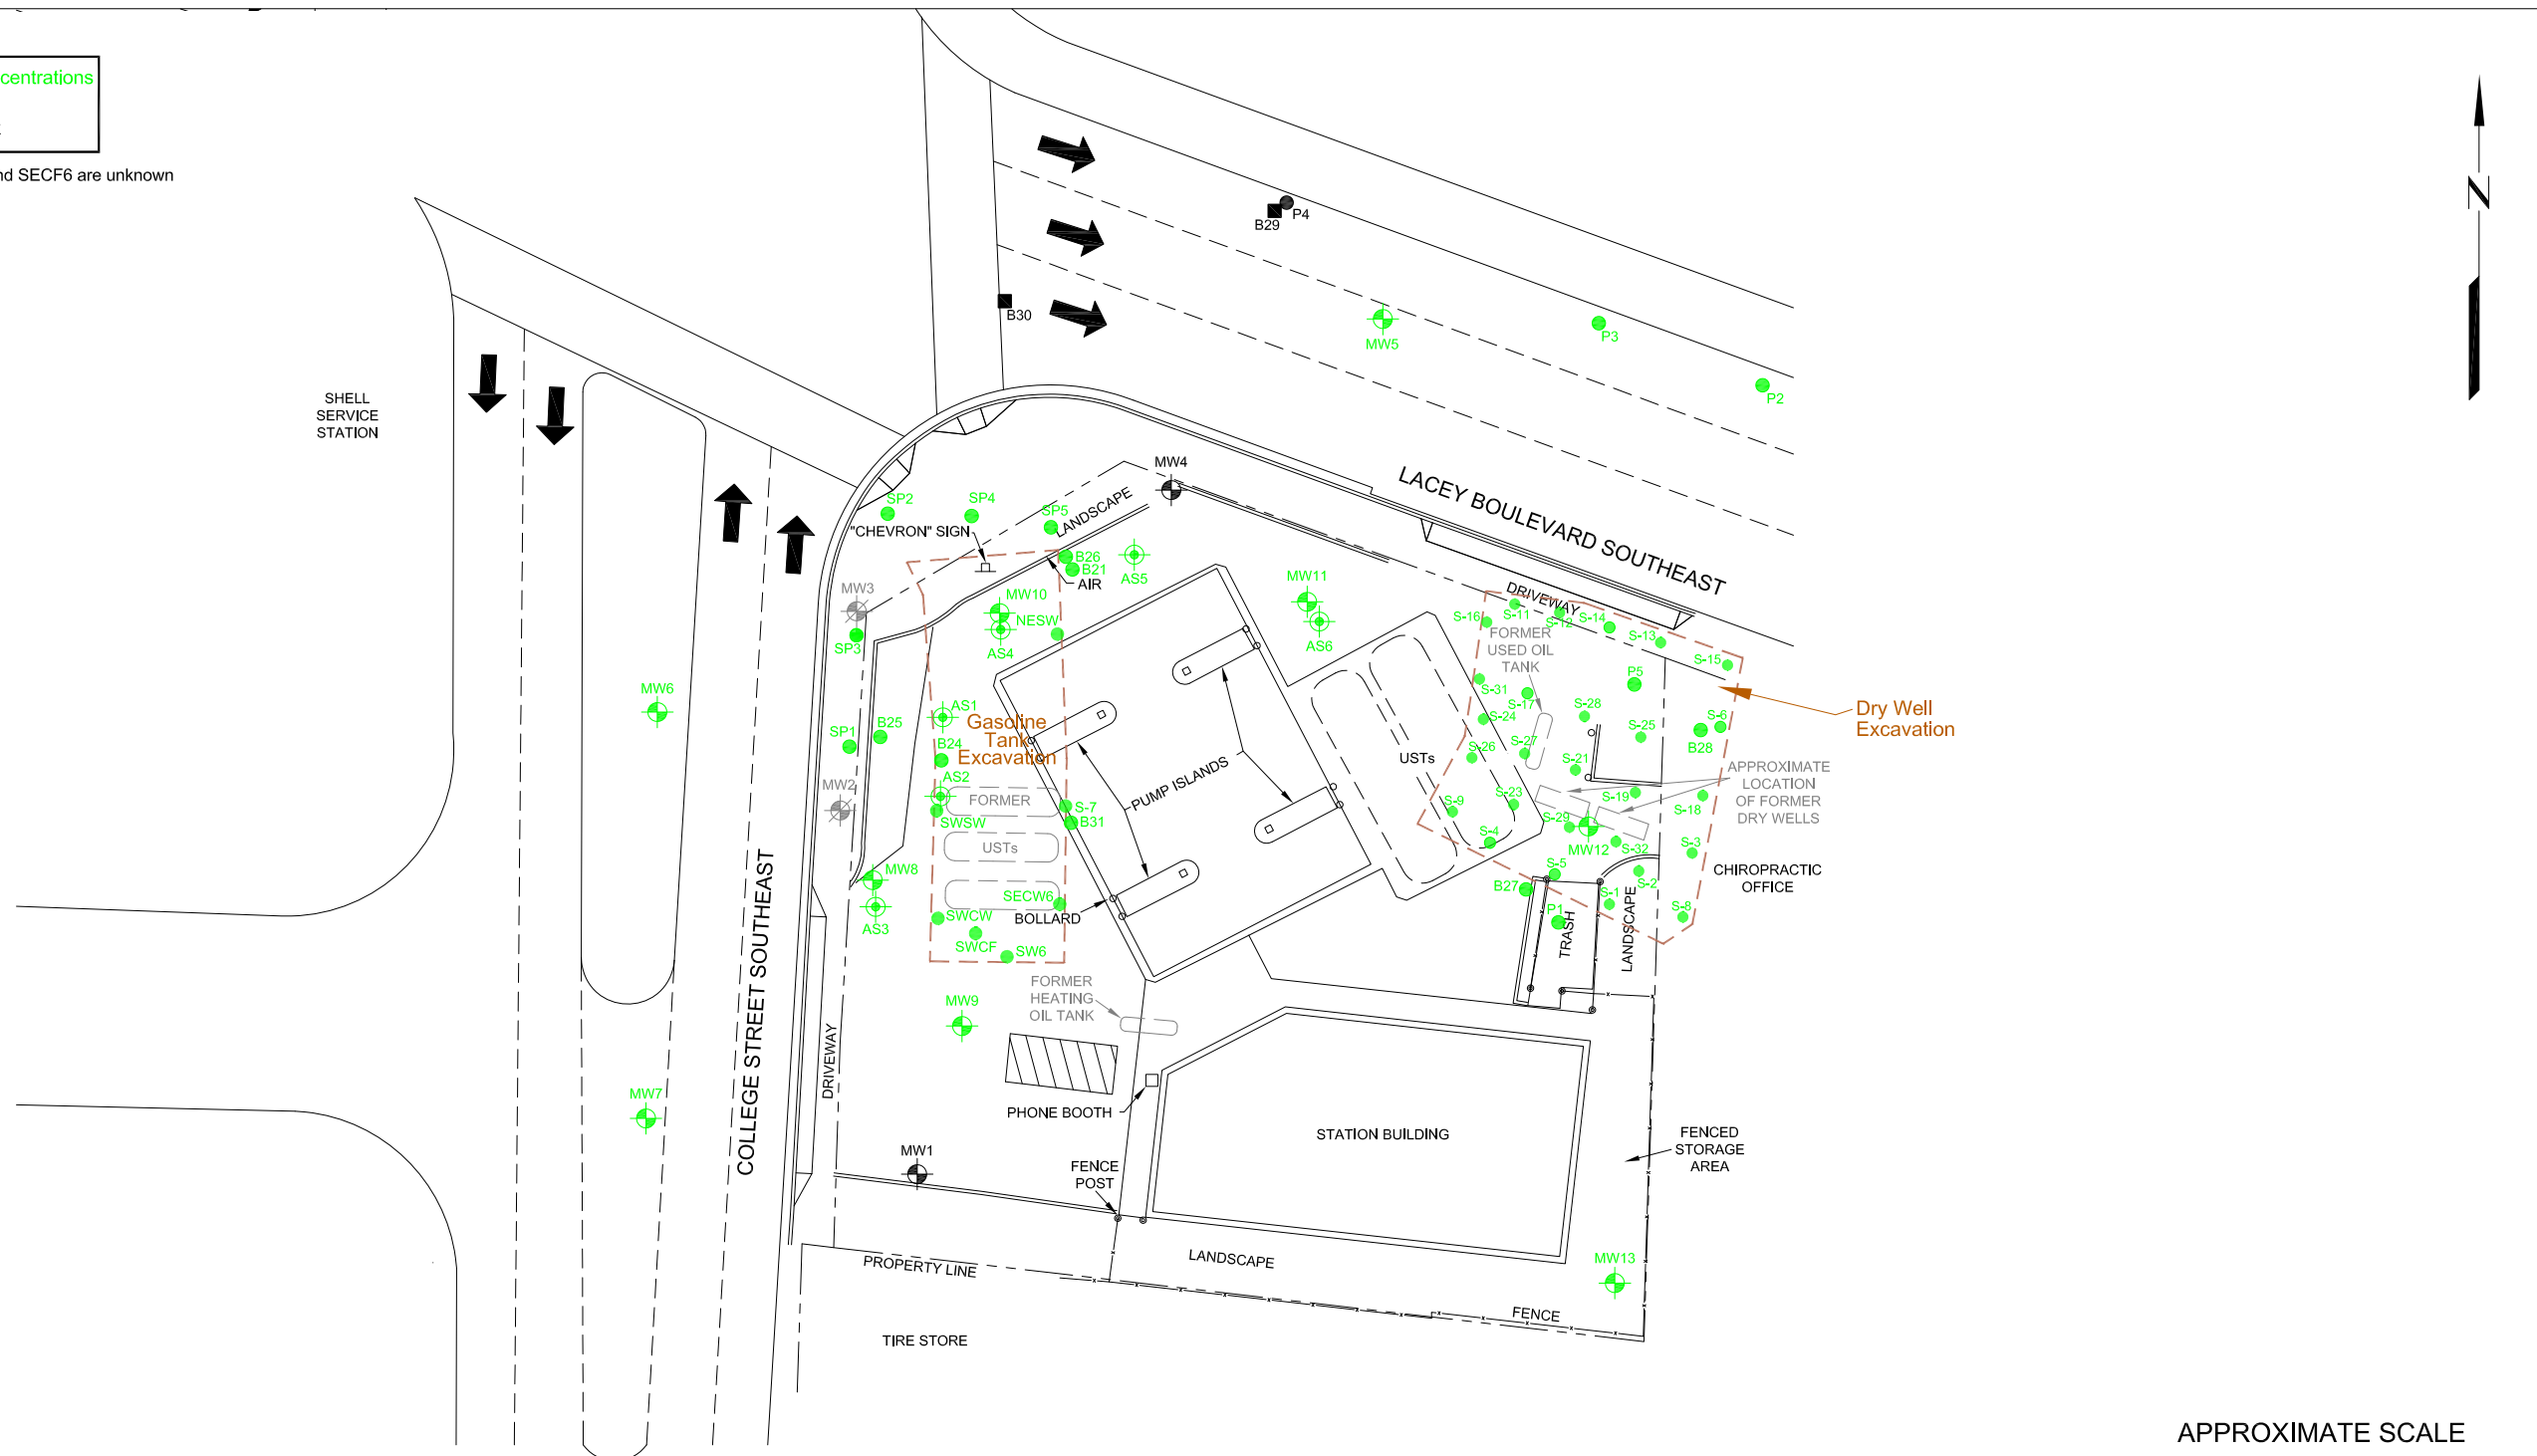 centrations
nd SECF6 are unknown
N
P4
B29
B30
MW5
P3
P2
SHELL
SERVICE
STATION
MW4
LACEY BOULEVARD SOUTHEAST
SP2
SP4
SP5
LANDSCAPE
"CHEVRON" SIGN
B26
B21
AIR
AS5
MW3
MW10
NESW
AS4
SP3
MW11
AS6
DRIVEWAY
S-16
S-11
S-12
S-14
S-13
S-15
FORMER
USED OIL
TANK
P5
S-31
S-17
S-24
S-28
S-25
S-6
B28
Dry Well
Excavation
MW6
AS1
Gasoline
Tank
Excavation
SP1
B25
B24
AS2
MW2
FORMER
USTs
SWSW
S-7
B31
PUMP ISLANDS
USTs
S-26
S-27
S-21
S-19
S-18
APPROXIMATE
LOCATION
OF FORMER
DRY WELLS
S-9
S-23
S-29
S-4
MW12
S-32
S-3
S-5
S-2
S-1
S-8
B27
P1
TRASH
LANDSCAPE
CHIROPRACTIC
OFFICE
MW8
AS3
SECW6
BOLLARD
SWCW
SWCF
SW6
COLLEGE STREET SOUTHEAST
DRIVEWAY
MW9
FORMER
HEATING
OIL TANK
PHONE BOOTH
STATION BUILDING
FENCED
STORAGE
AREA
MW7
MW1
FENCE
POST
PROPERTY LINE
LANDSCAPE
MW13
FENCE
TIRE STORE
APPROXIMATE SCALE